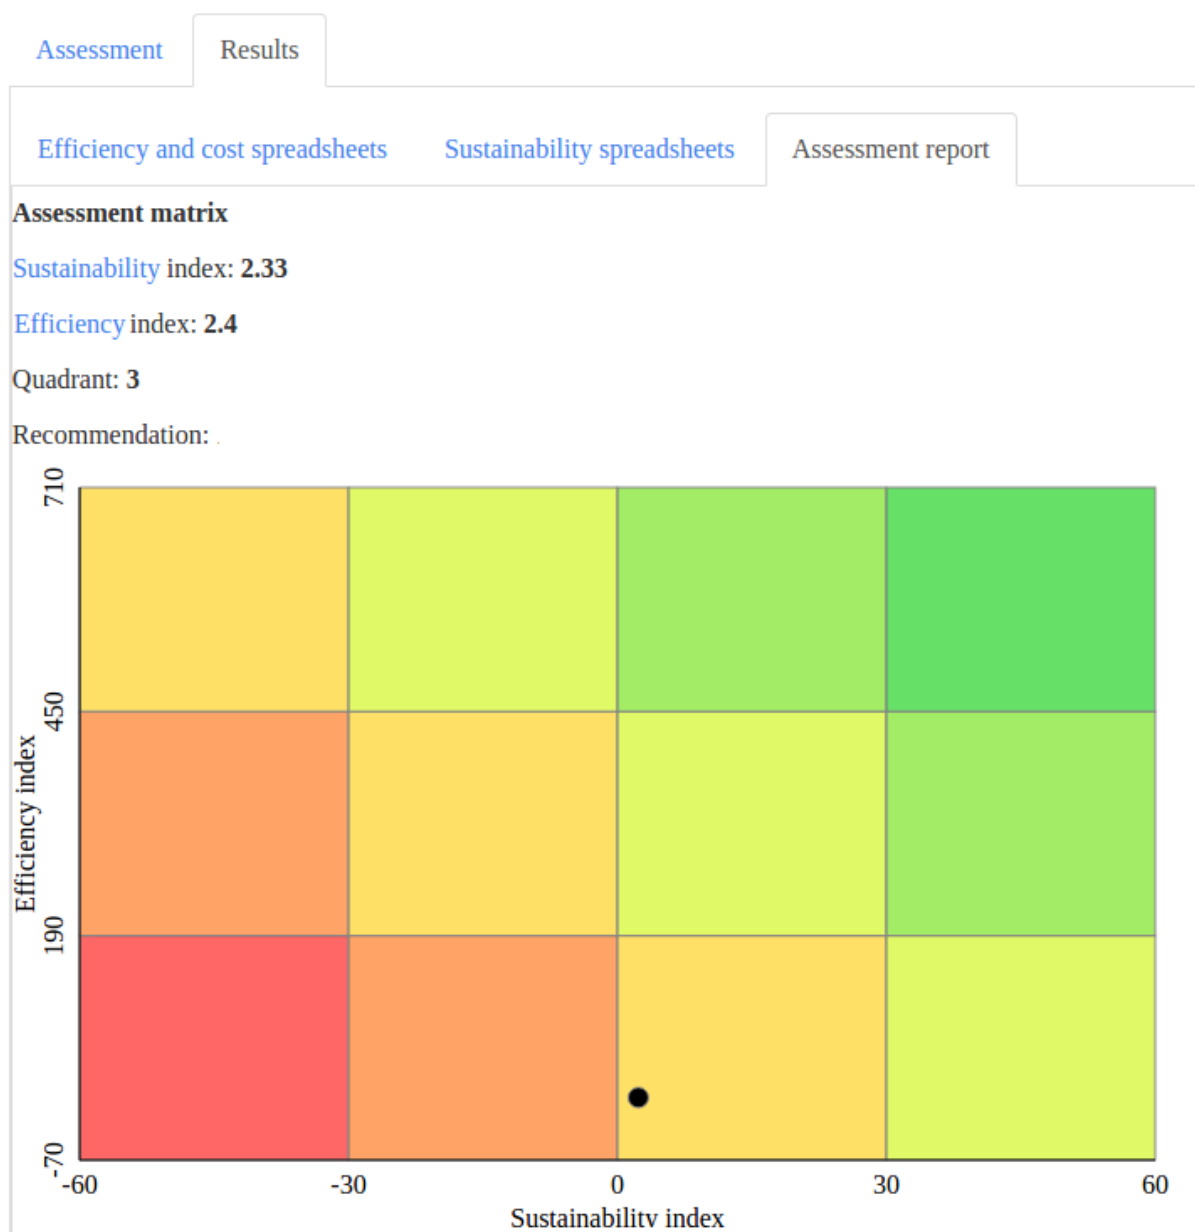 Assessment Results
Efficiency and cost spreadsheets Sustainability spreadsheets Assessment report
Assessment matrix
Sustainability index: 2.33
Efficiency index: 2.4
Quadrant: 3
Recommendation: .
710
450
190
-70
Efficiency index
-60 -30 0 30 60
Sustainability index